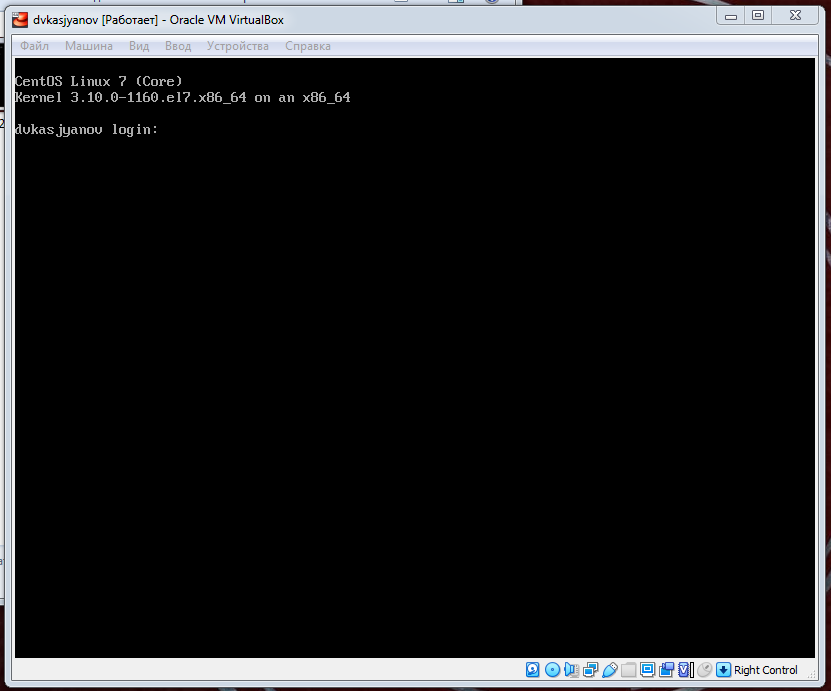 dvkasjyanov [Работает] - Oracle VM VirtualBox
Файл Машина Вид Ввод Устройства Справка
CentOS Linux 7 (Core)
Kernel 3.10.0-1160.el7.x86_64 on an x86_64
dvkasjyanov login:
Right Control